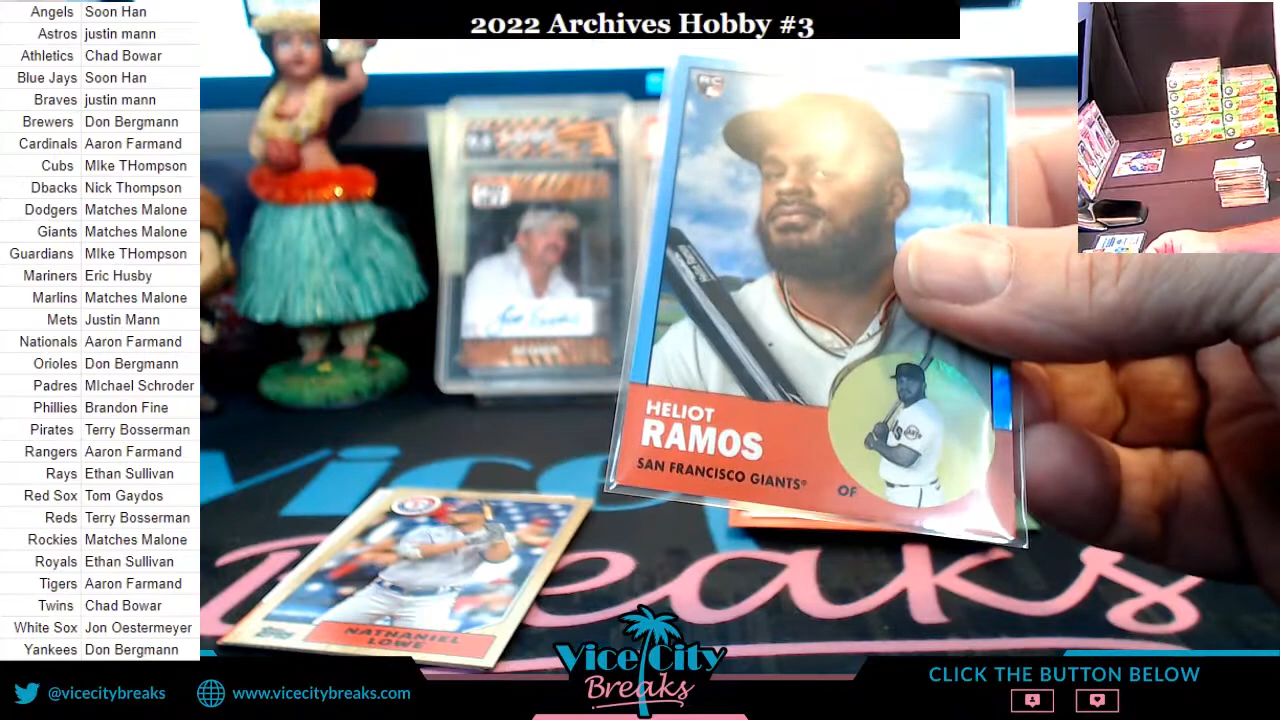 2022 Archives Hobby #3
Angels Soon Han
Astros justin mann
Athletics Chad Bowar
Blue Jays Soon Han
Braves justin mann
Brewers Don Bergmann
Cardinals Aaron Farmand
Cubs MIke THompson
Dbacks Nick Thompson
Dodgers Matches Malone
Giants Matches Malone
Guardians MIke THompson
Mariners Eric Husby
Marlins Matches Malone
Mets Justin Mann
Nationals Aaron Farmand
Orioles Don Bergmann
Padres MIchael Schroder
Phillies Brandon Fine
Pirates Terry Bosserman
Rangers Aaron Farmand
Rays Ethan Sullivan
Red Sox Tom Gaydos
Reds Terry Bosserman
Rockies Matches Malone
Royals Ethan Sullivan
Tigers Aaron Farmand
Twins Chad Bowar
White Sox Jon Oestermeyer
Yankees Don Bergmann
RC
HELIOT
RAMOS
SAN FRANCISCO GIANTS®
OF
Topps
NATHANIEL
LOWE
Vice City
Breaks
@vicecitybreaks
www.vicecitybreaks.com
CLICK THE BUTTON BELOW